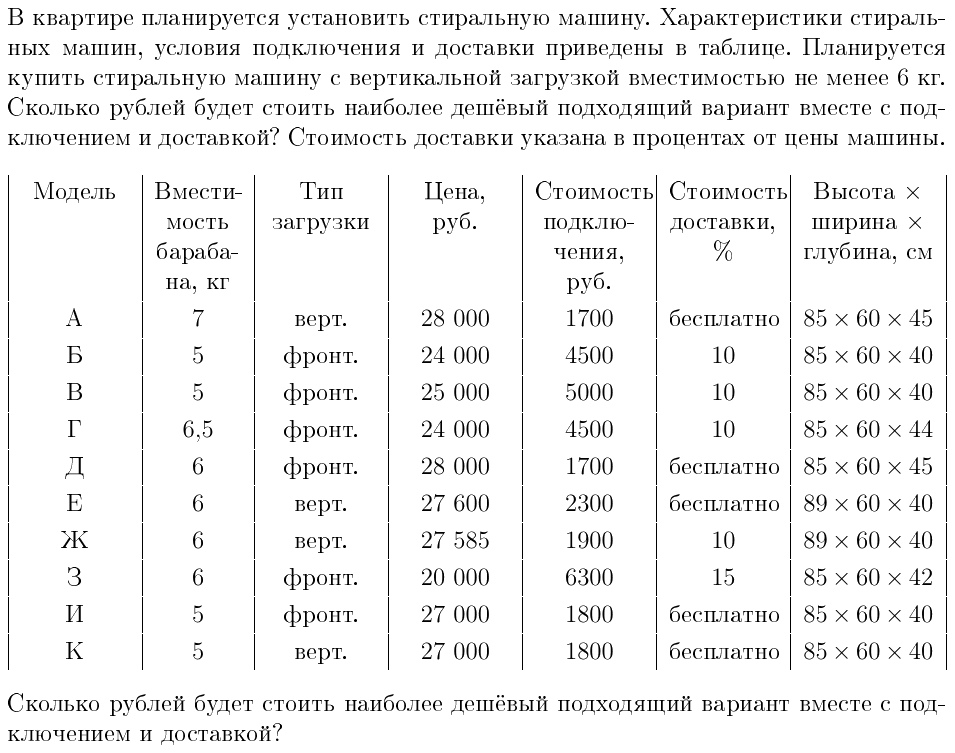 В квартире планируется установить стиральную машину. Характеристики стираль-
ных машин, условия подключения и доставки приведены в таблице. Планируется
купить стиральную машину с вертикальной загрузкой вместимостью не менее 6 кг.
Сколько рублей будет стоить наиболее дешёвый подходящий вариант вместе с под-
ключением и доставкой? Стоимость доставки указана в процентах от цены машины.
Модель Вмести- Тип Цена, Стоимость Стоимость Высота ×
мость загрузки руб. подклю- доставки, ширина ×
бараба- чения, % глубина, см
на, кг руб.
А 7 верт. 28 000 1700 бесплатно 85 × 60 × 45
Б 5 фронт. 24 000 4500 10 85 × 60 × 40
В 5 фронт. 25 000 5000 10 85 × 60 × 40
Г 6,5 фронт. 24 000 4500 10 85 × 60 × 44
Д 6 фронт. 28 000 1700 бесплатно 85 × 60 × 45
Е 6 верт. 27 600 2300 бесплатно 89 × 60 × 40
Ж 6 верт. 27 585 1900 10 89 × 60 × 40
З 6 фронт. 20 000 6300 15 85 × 60 × 42
И 5 фронт. 27 000 1800 бесплатно 85 × 60 × 40
К 5 верт. 27 000 1800 бесплатно 85 × 60 × 40
Сколько рублей будет стоить наиболее дешёвый подходящий вариант вместе с под-
ключением и доставкой?